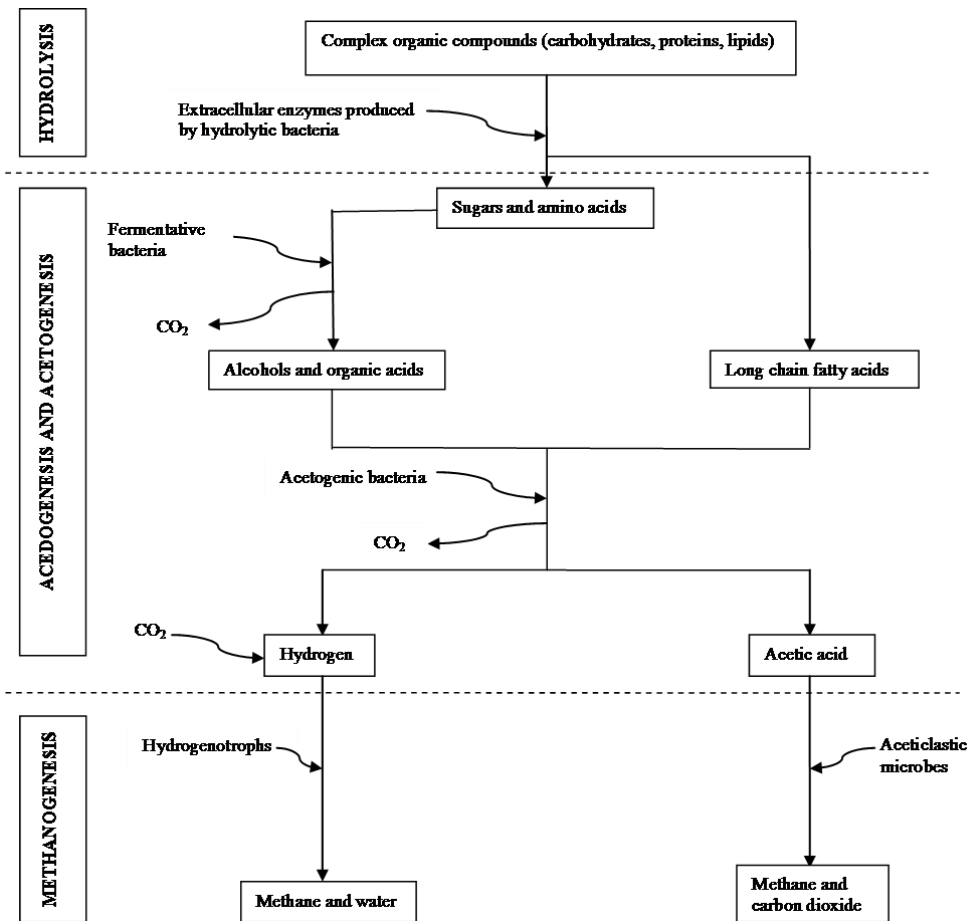 HYDROLYSIS
Complex organic compounds (carbohydrates, proteins, lipids)
Extracellular enzymes produced
by hydrolytic bacteria
ACEDOGENESIS AND ACETOGENESIS
Sugars and amino acids
Fermentative
bacteria
CO₂
Alcohols and organic acids
Long chain fatty acids
Acetogenic bacteria
CO₂
CO₂
Hydrogen
Acetic acid
METHANOGENESIS
Hydrogenotrophs
Aceticlastic
microbes
Methane and water
Methane and
carbon dioxide